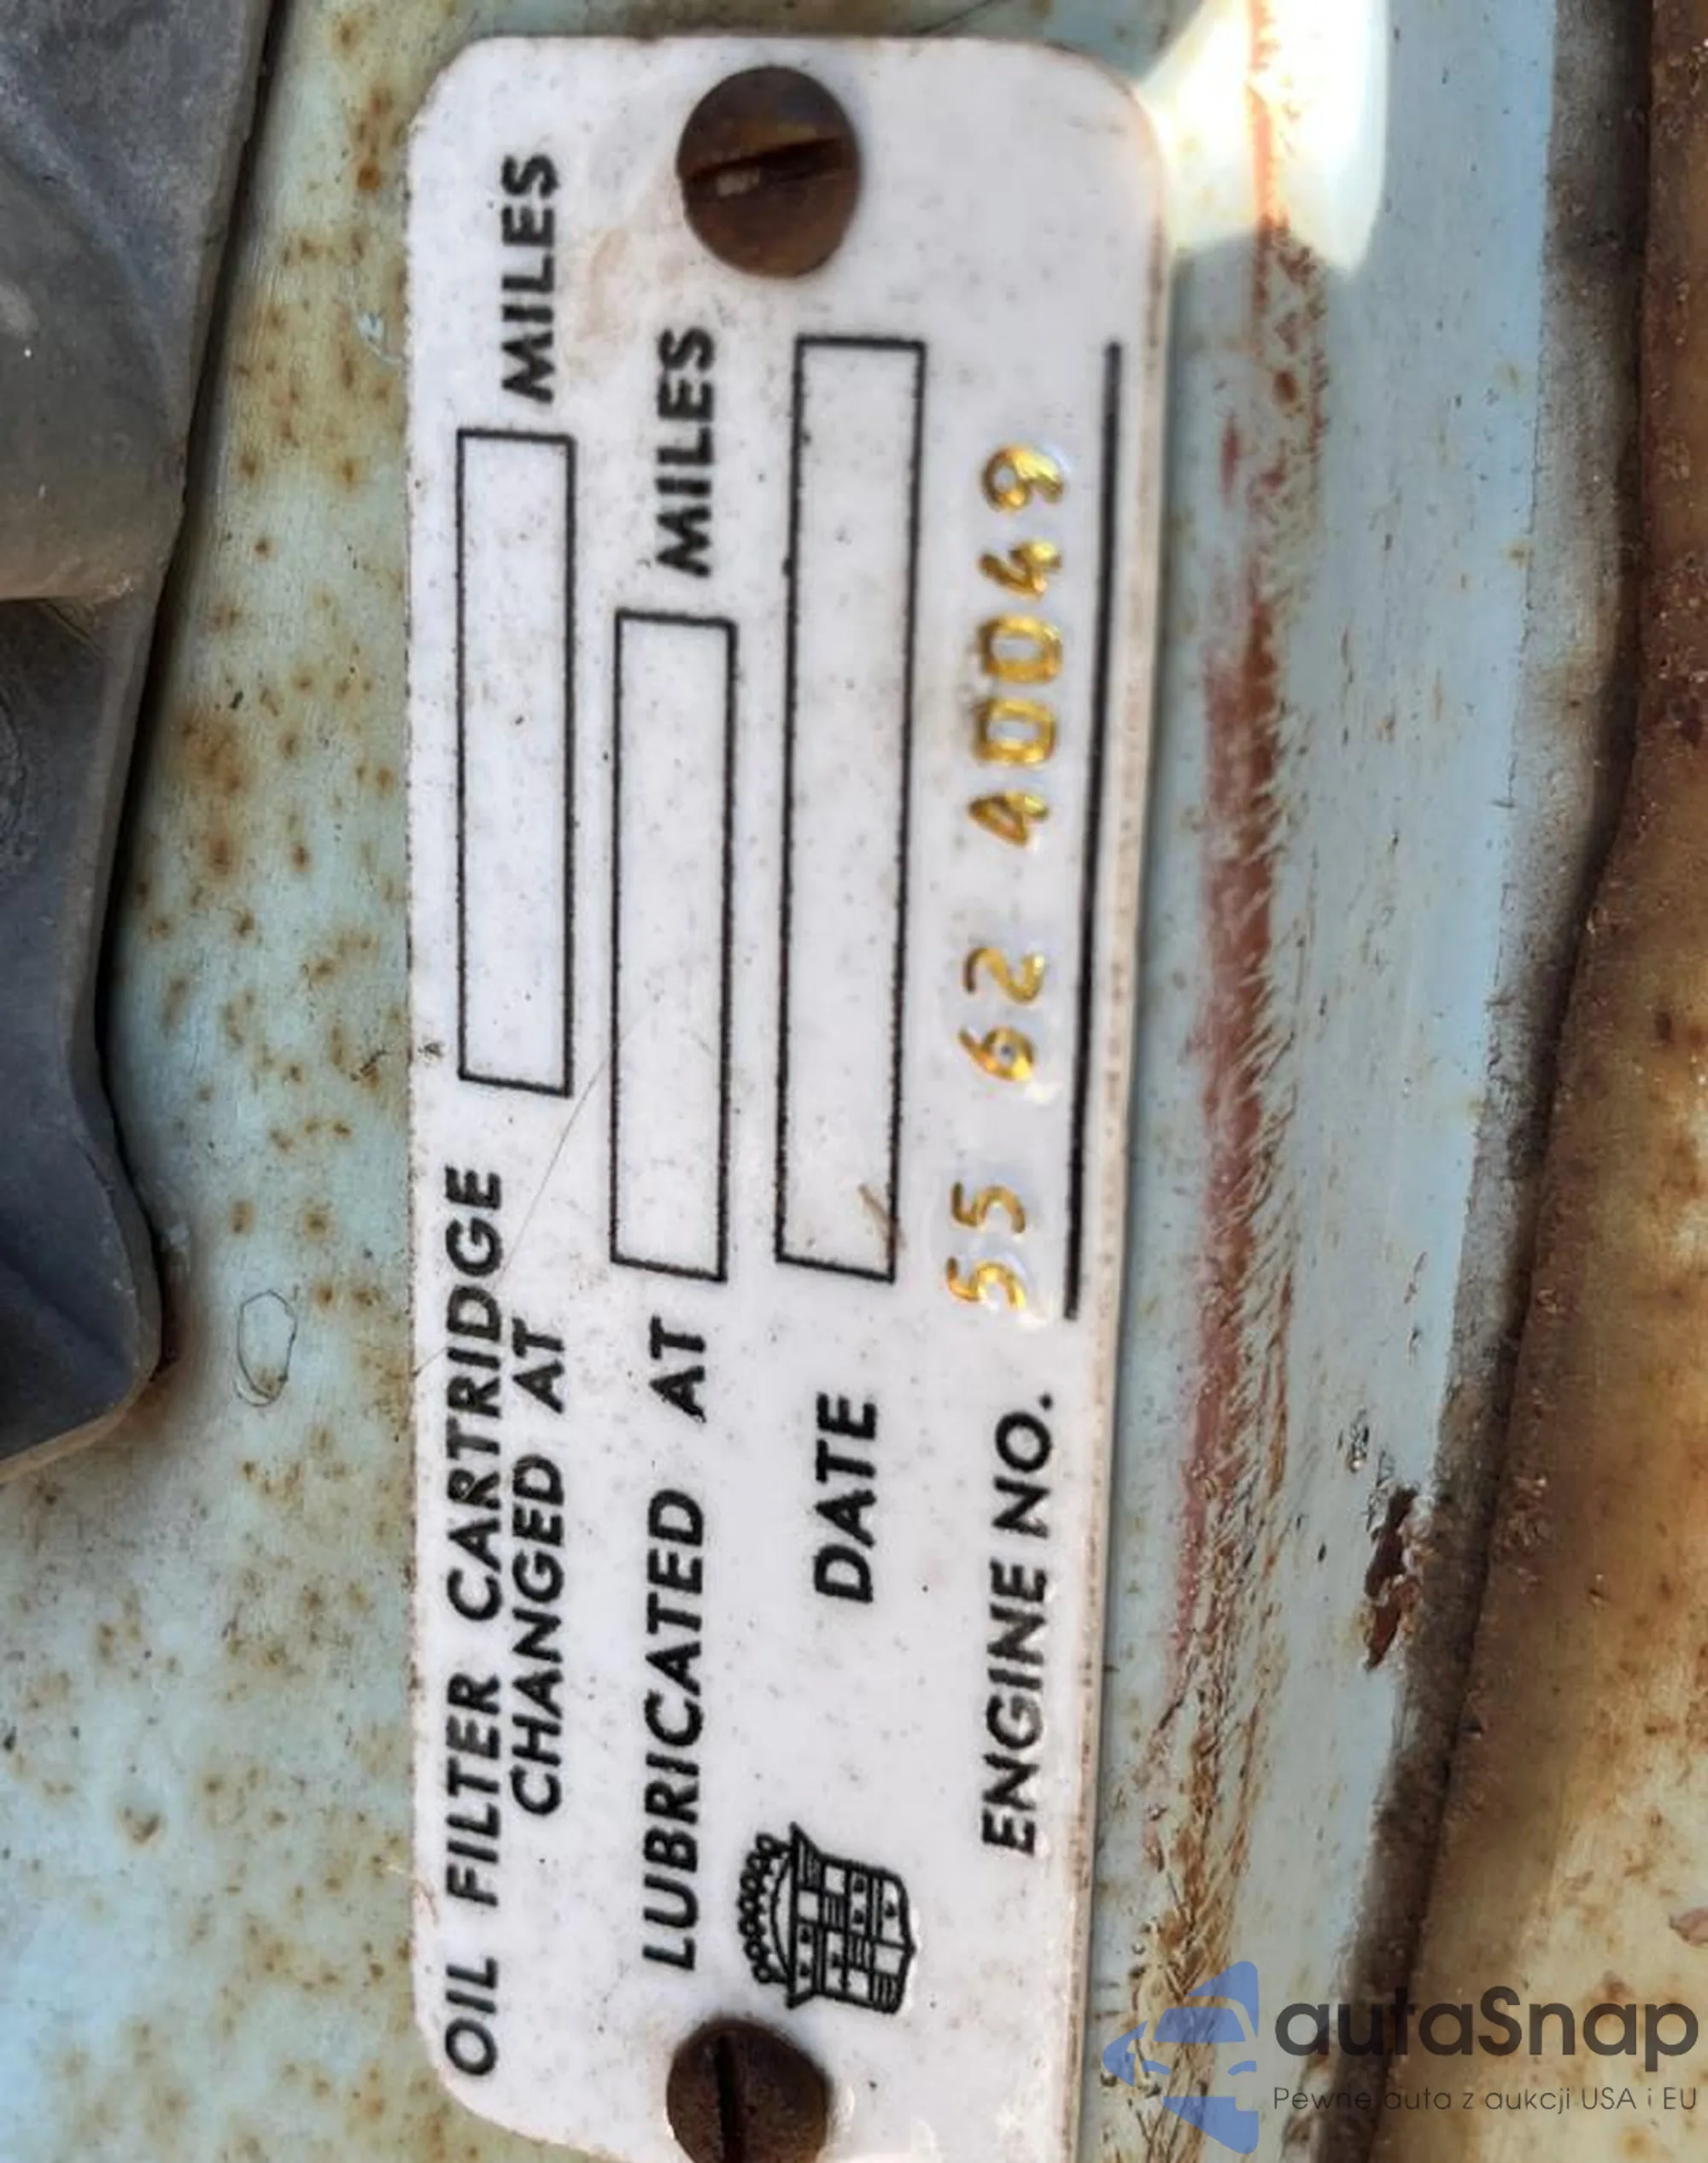 OIL FILTER CARTRIDGE
CHANGED AT MILES
LUBRICATED AT MILES
DATE
ENGINE NO. 55 62 40049
autaSnap
Pewne auta z aukcji USA i EU